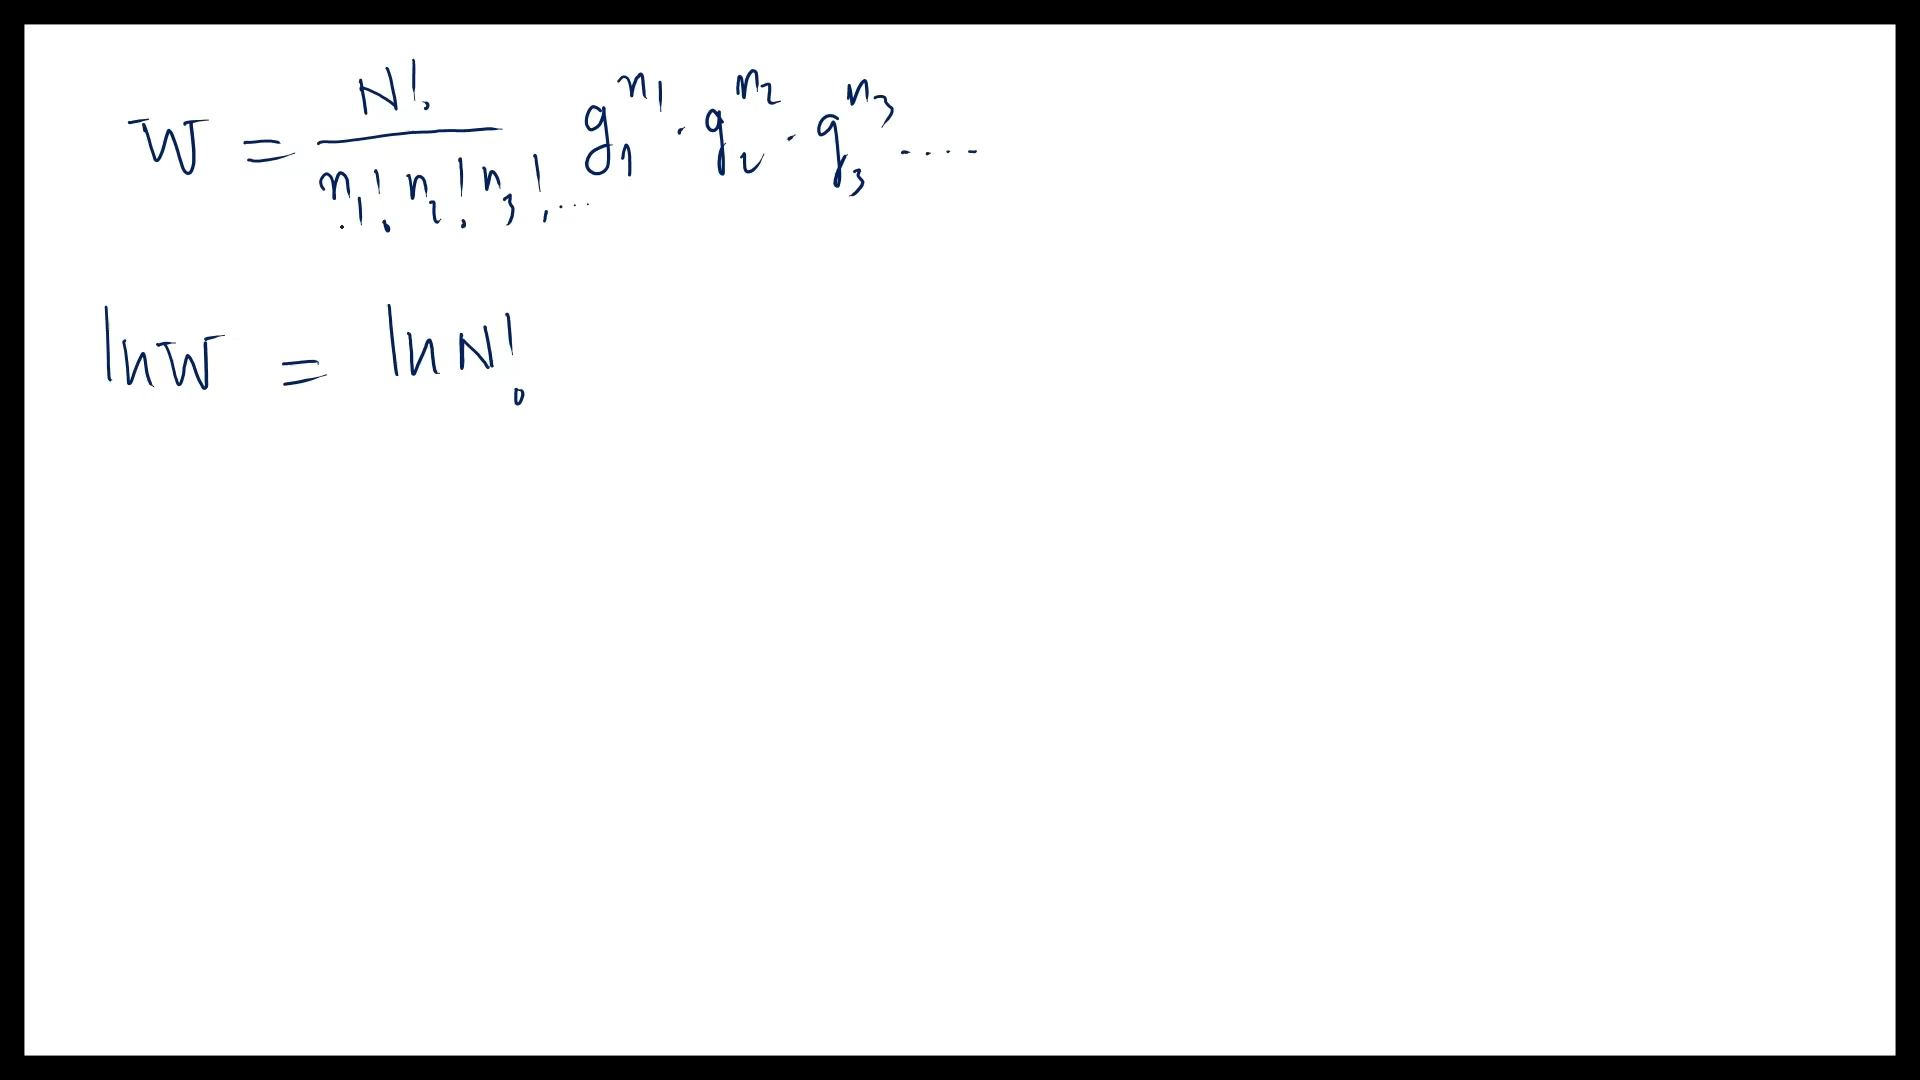 W = N! / n₁! n₂! n₃! ... g₁^n₁ · g₂^n₂ · g₃^n₃ ....
ln W = ln N!